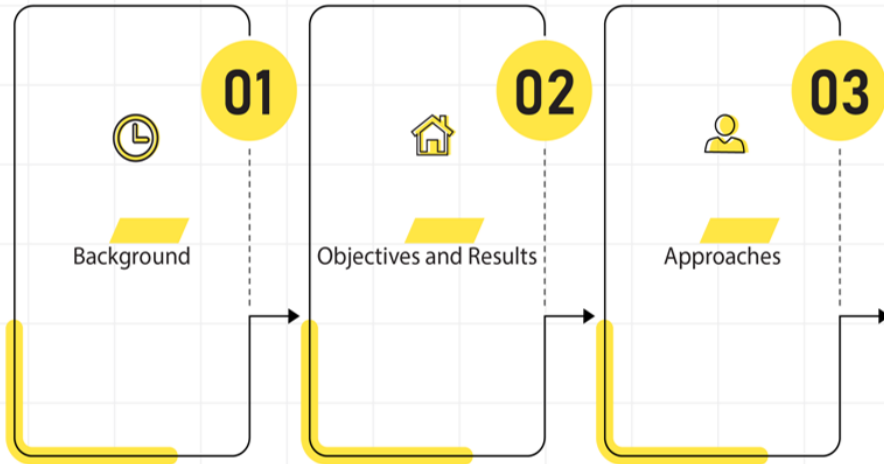 01
Background
02
Objectives and Results
03
Approaches